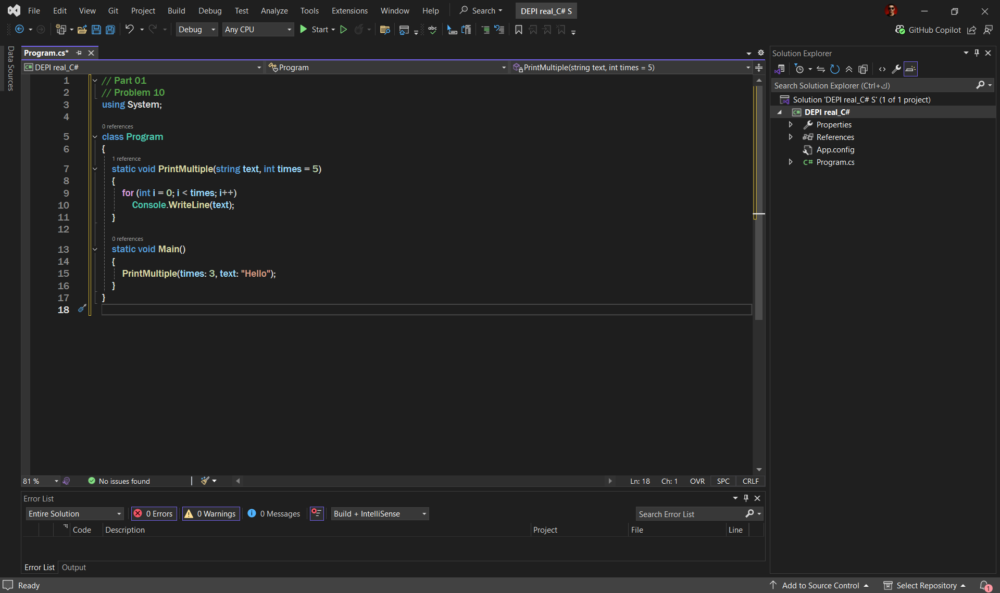 File Edit View Git Project Build Debug Test Analyze Tools Extensions Window Help Search DEPI real_C# S
Debug Any CPU Start abc GitHub Copilot
Data Sources
Program.cs*
DEPI real_C# Program PrintMultiple(string text, int times = 5)
1 // Part 01
2 // Problem 10
3 using System;
4
0 references
5 class Program
6 {
1 reference
7 static void PrintMultiple(string text, int times = 5)
8 {
9 for (int i = 0; i < times; i++)
10 Console.WriteLine(text);
11 }
12
0 references
13 static void Main()
14 {
15 PrintMultiple(times: 3, text: "Hello");
16 }
17 }
18
81 % No issues found Ln: 18 Ch: 1 OVR SPC CRLF
Error List
Entire Solution 0 Errors 0 Warnings 0 Messages Build + IntelliSense Search Error List
Code Description Project File Line
Error List Output
Solution Explorer
Search Solution Explorer (Ctrl+ك)
Solution 'DEPI real_C# S' (1 of 1 project)
C# DEPI real_C#
Properties
References
App.config
C# Program.cs
Ready Add to Source Control Select Repository 1